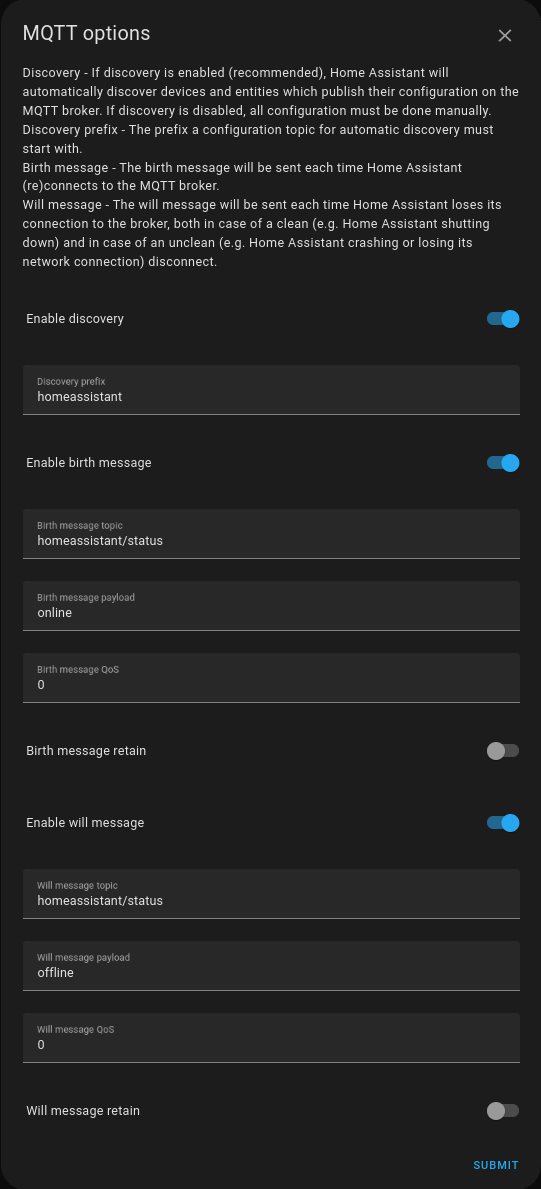 MQTT options
Discovery - If discovery is enabled (recommended), Home Assistant will
automatically discover devices and entities which publish their configuration on the
MQTT broker. If discovery is disabled, all configuration must be done manually.
Discovery prefix - The prefix a configuration topic for automatic discovery must
start with.
Birth message - The birth message will be sent each time Home Assistant
(re)connects to the MQTT broker.
Will message - The will message will be sent each time Home Assistant loses its
connection to the broker, both in case of a clean (e.g. Home Assistant shutting
down) and in case of an unclean (e.g. Home Assistant crashing or losing its
network connection) disconnect.
Enable discovery
Discovery prefix
homeassistant
Enable birth message
Birth message topic
homeassistant/status
Birth message payload
online
Birth message QoS
0
Birth message retain
Enable will message
Will message topic
homeassistant/status
Will message payload
offline
Will message QoS
0
Will message retain
SUBMIT